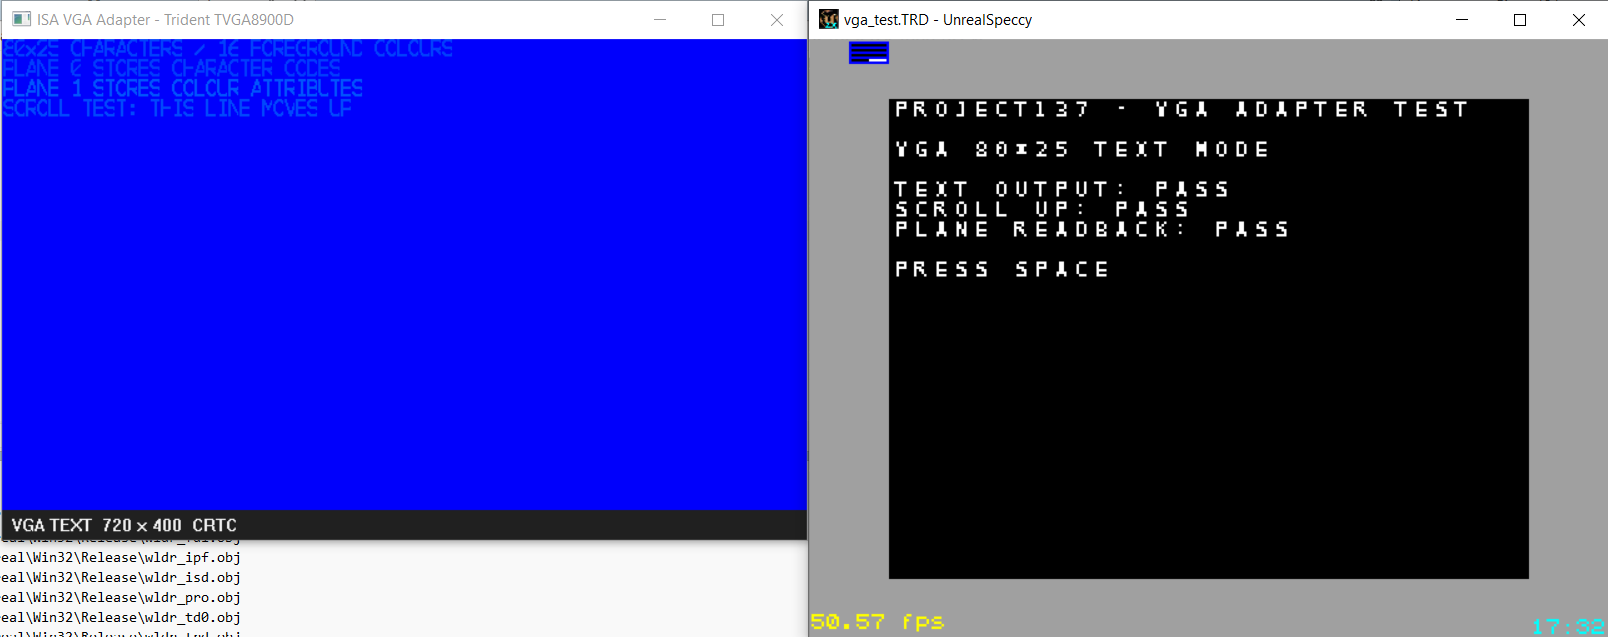 ISA VGA Adapter - Trident TVGA8900D
80x25 CHARACTERS / 16 FOREGROUND COLOURS
PLANE 0 STORES CHARACTER CODES
PLANE 1 STORES COLOUR ATTRIBUTES
SCROLL TEST: THIS LINE MOVES UP
VGA TEXT 720 × 400 CRTC
eal\Win32\Release\wldr_ipf.obj
eal\Win32\Release\wldr_isd.obj
eal\Win32\Release\wldr_pro.obj
eal\Win32\Release\wldr_td0.obj
vga_test.TRD - UnrealSpeccy
PROJECT137 - VGA ADAPTER TEST
VGA 80x25 TEXT MODE
TEXT OUTPUT: PASS
SCROLL UP: PASS
PLANE READBACK: PASS
PRESS SPACE
50.57 fps
17:32